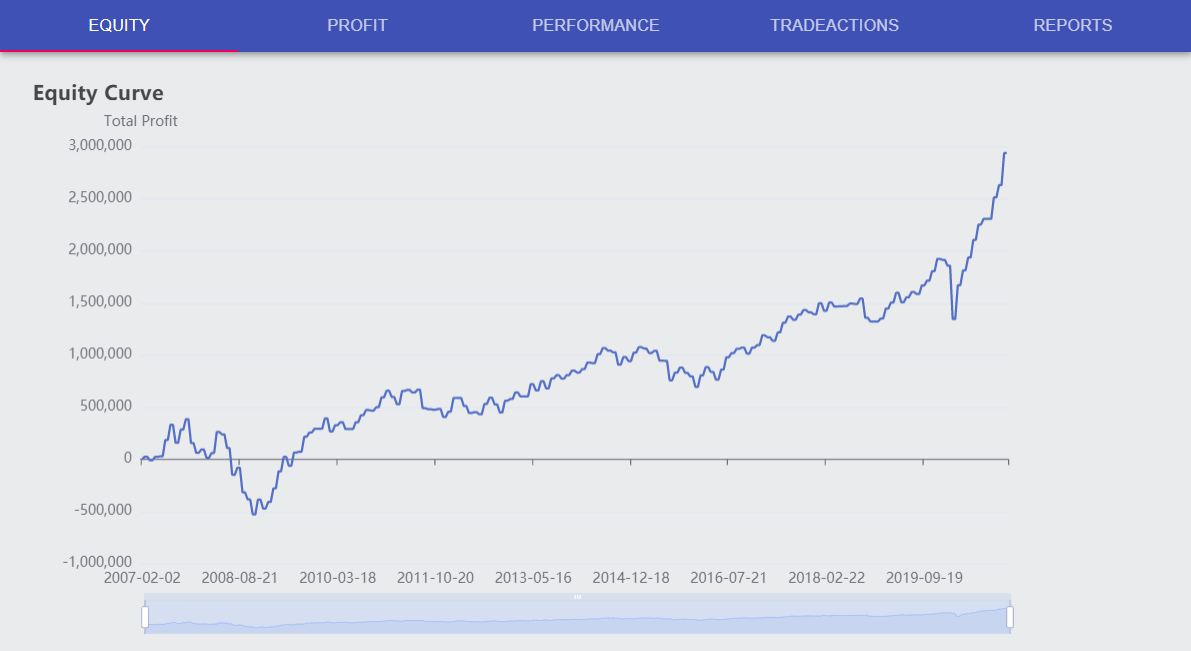 EQUITY PROFIT PERFORMANCE TRADEACTIONS REPORTS
Equity Curve
Total Profit
3,000,000
2,500,000
2,000,000
1,500,000
1,000,000
500,000
0
-500,000
-1,000,000
2007-02-02 2008-08-21 2010-03-18 2011-10-20 2013-05-16 2014-12-18 2016-07-21 2018-02-22 2019-09-19